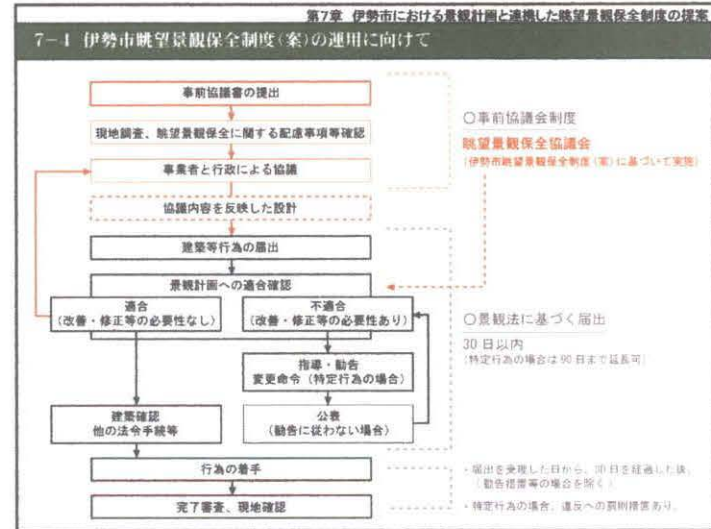 第7章 伊勢市における景観計画と連携した眺望景観保全制度の提案
7-4 伊勢市眺望景観保全制度(案)の運用に向けて
事前協議書の提出
現地調査、眺望景観保全に関する配慮事項等確認
事業者と行政による協議
協議内容を反映した設計
○事前協議会制度
眺望景観保全協議会
(伊勢市眺望景観保全制度(案)に基づいて実施)
建築等行為の届出
景観計画への適合確認
適合
(改善・修正等の必要性なし)
不適合
(改善・修正等の必要性あり)
指導・勧告
変更命令(特定行為の場合)
公表
(勧告に従わない場合)
建築確認
他の法令手続等
○景観法に基づく届出
30日以内
(特定行為の場合は90日まで延長可)
行為の着手
完了審査、現地確認
・届出を受理した日から、30日を経過した後。
(勧告措置等の場合を除く)
・特定行為の場合、違反への罰則措置あり。